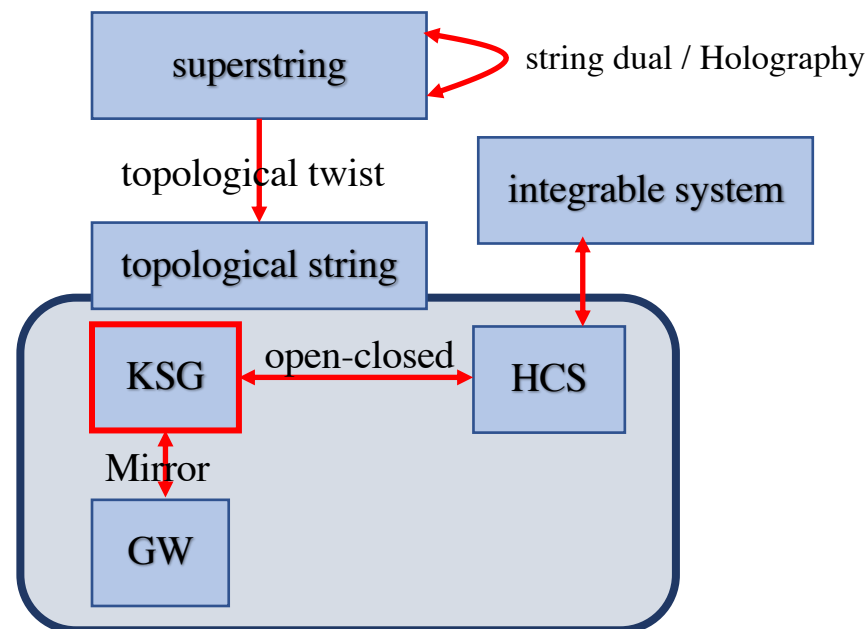 superstring
string dual / Holography
topological twist
integrable system
topological string
KSG
open-closed
HCS
Mirror
GW